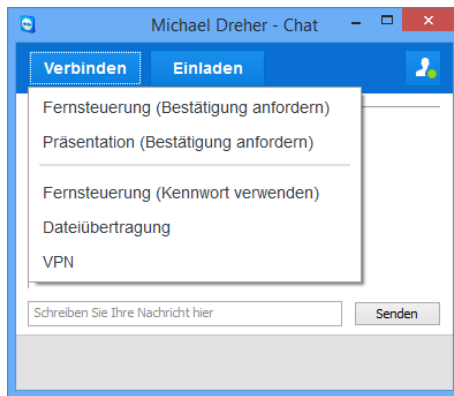 Michael Dreher - Chat
Verbinden Einladen
Fernsteuerung (Bestätigung anfordern)
Präsentation (Bestätigung anfordern)
Fernsteuerung (Kennwort verwenden)
Dateiübertragung
VPN
Schreiben Sie Ihre Nachricht hier Senden